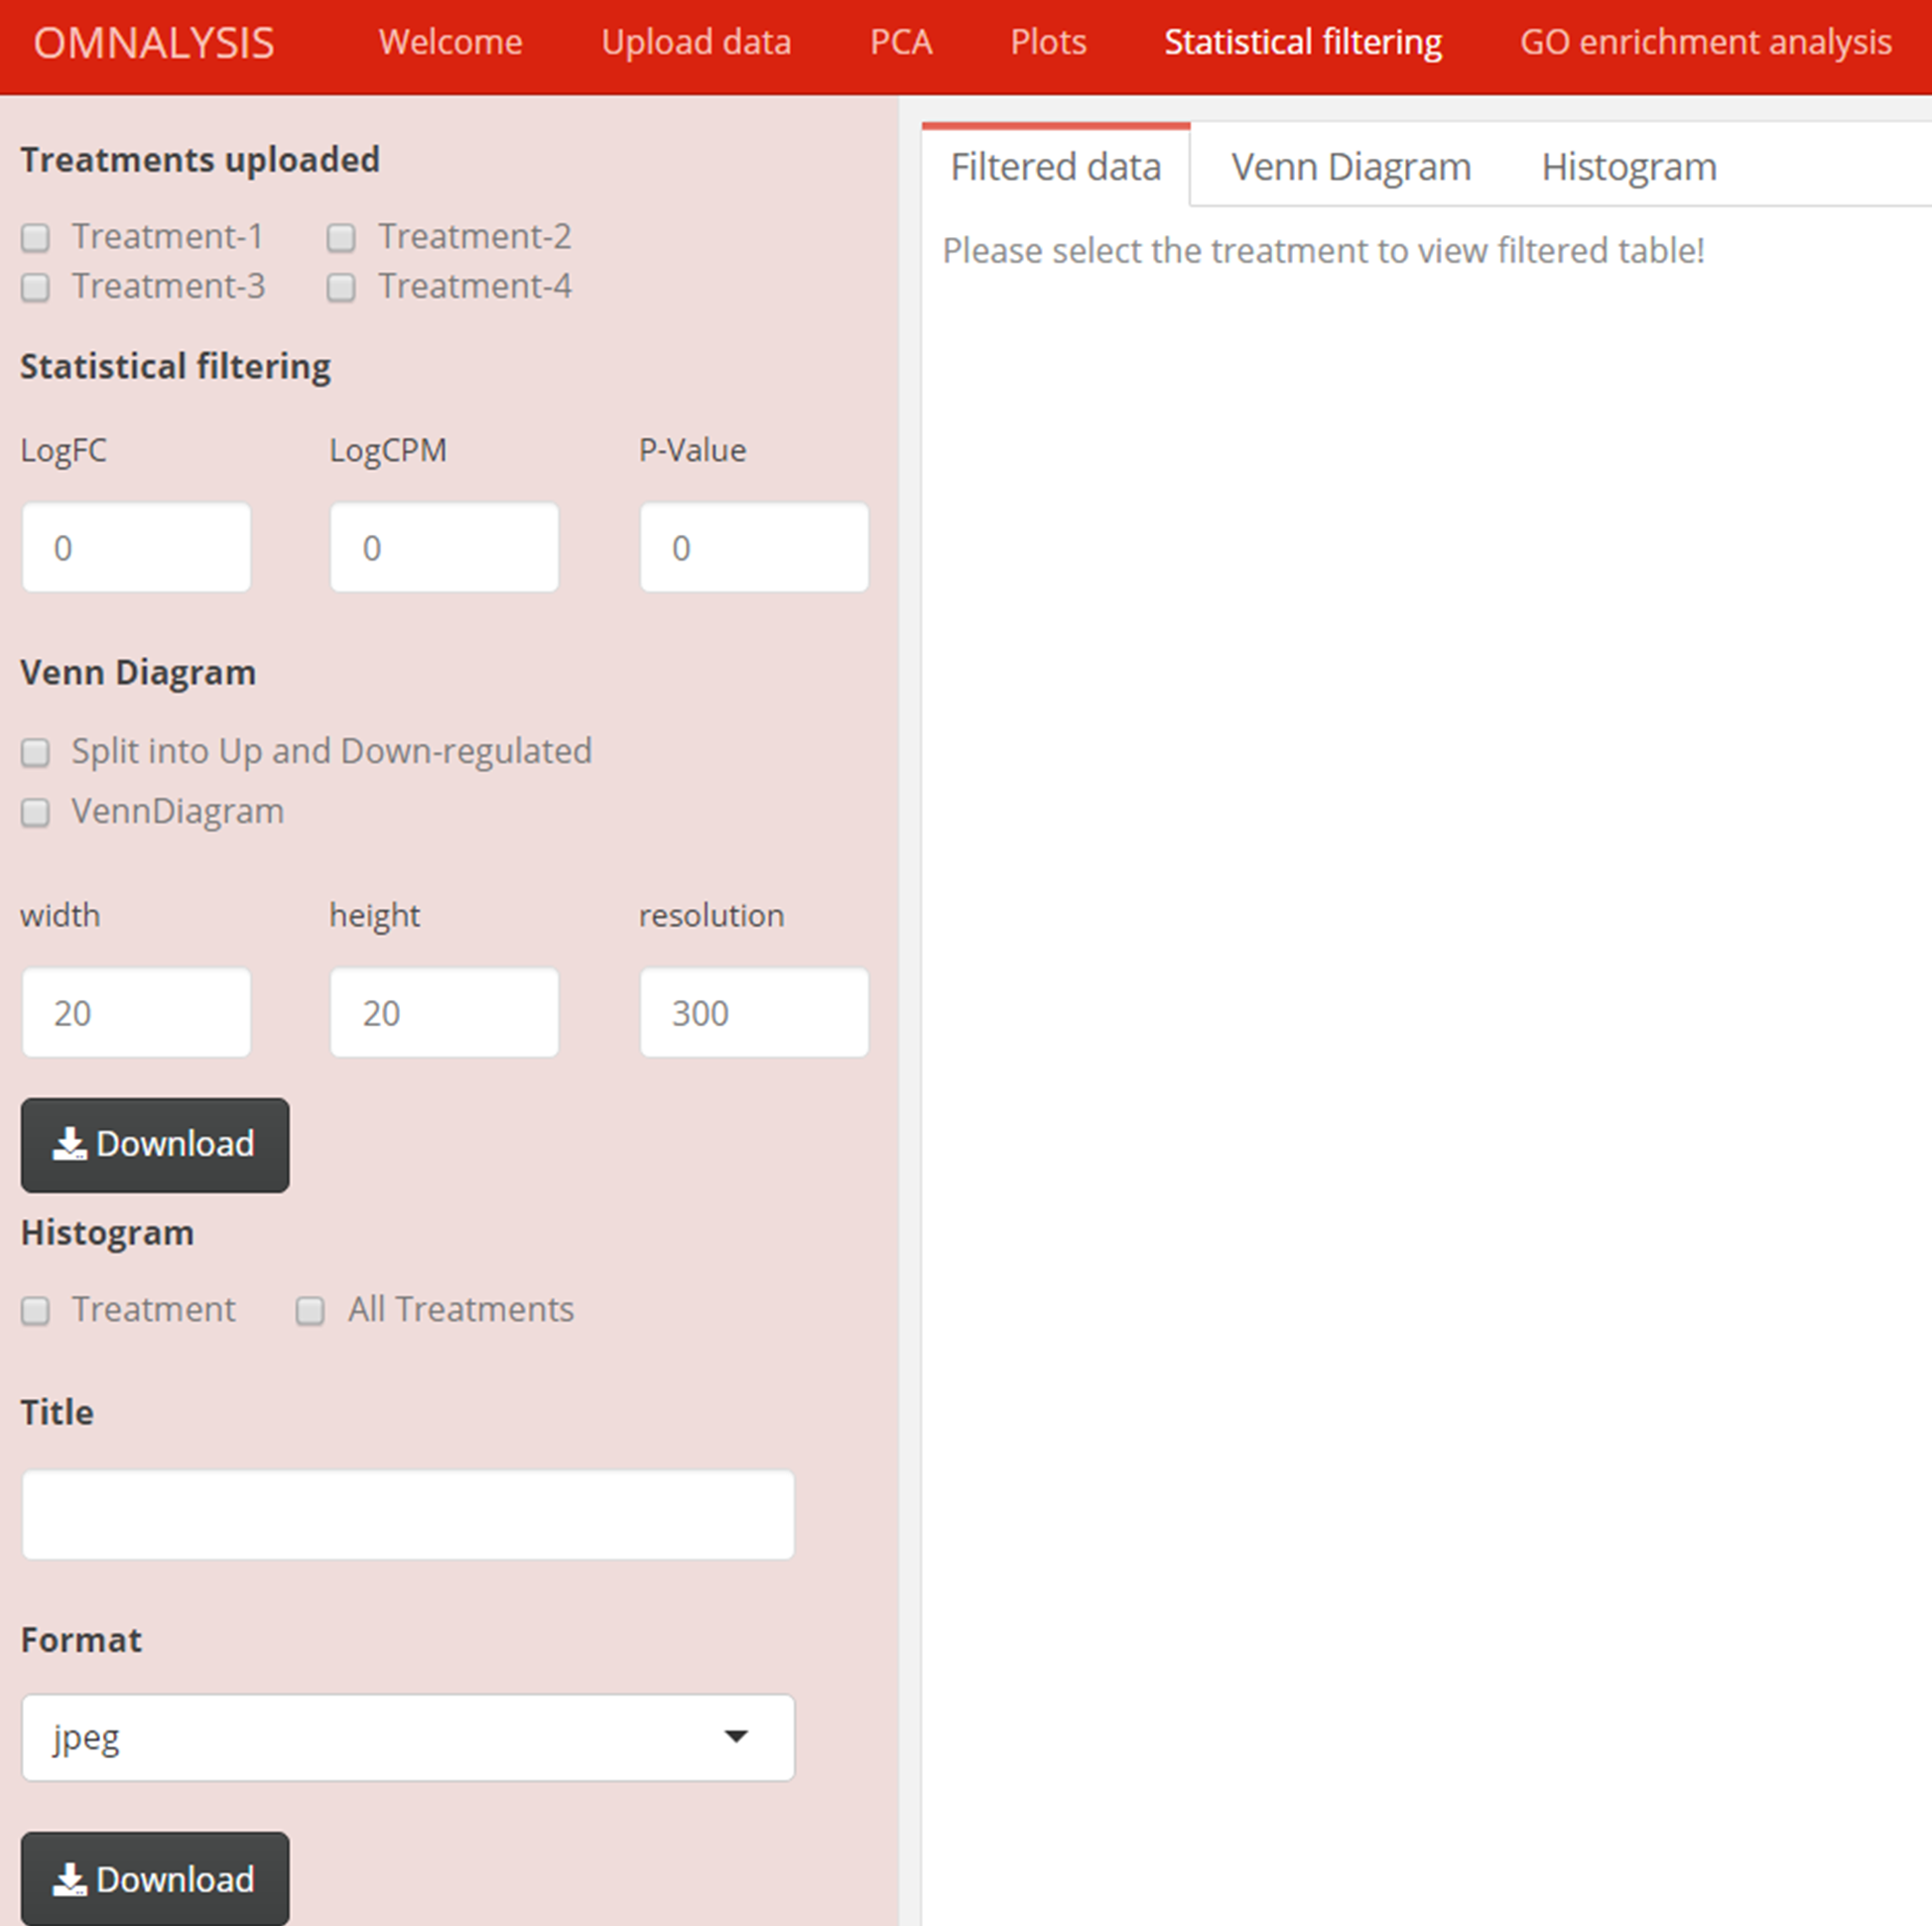 OMNALYSIS Welcome Upload data PCA Plots Statistical filtering GO enrichment analysis
Treatments uploaded
Treatment-1 Treatment-2
Treatment-3 Treatment-4
Statistical filtering
LogFC LogCPM P-Value
0 0 0
Venn Diagram
Split into Up and Down-regulated
VennDiagram
width height resolution
20 20 300
Download
Histogram
Treatment All Treatments
Title
Format
jpeg
Download
Filtered data Venn Diagram Histogram
Please select the treatment to view filtered table!